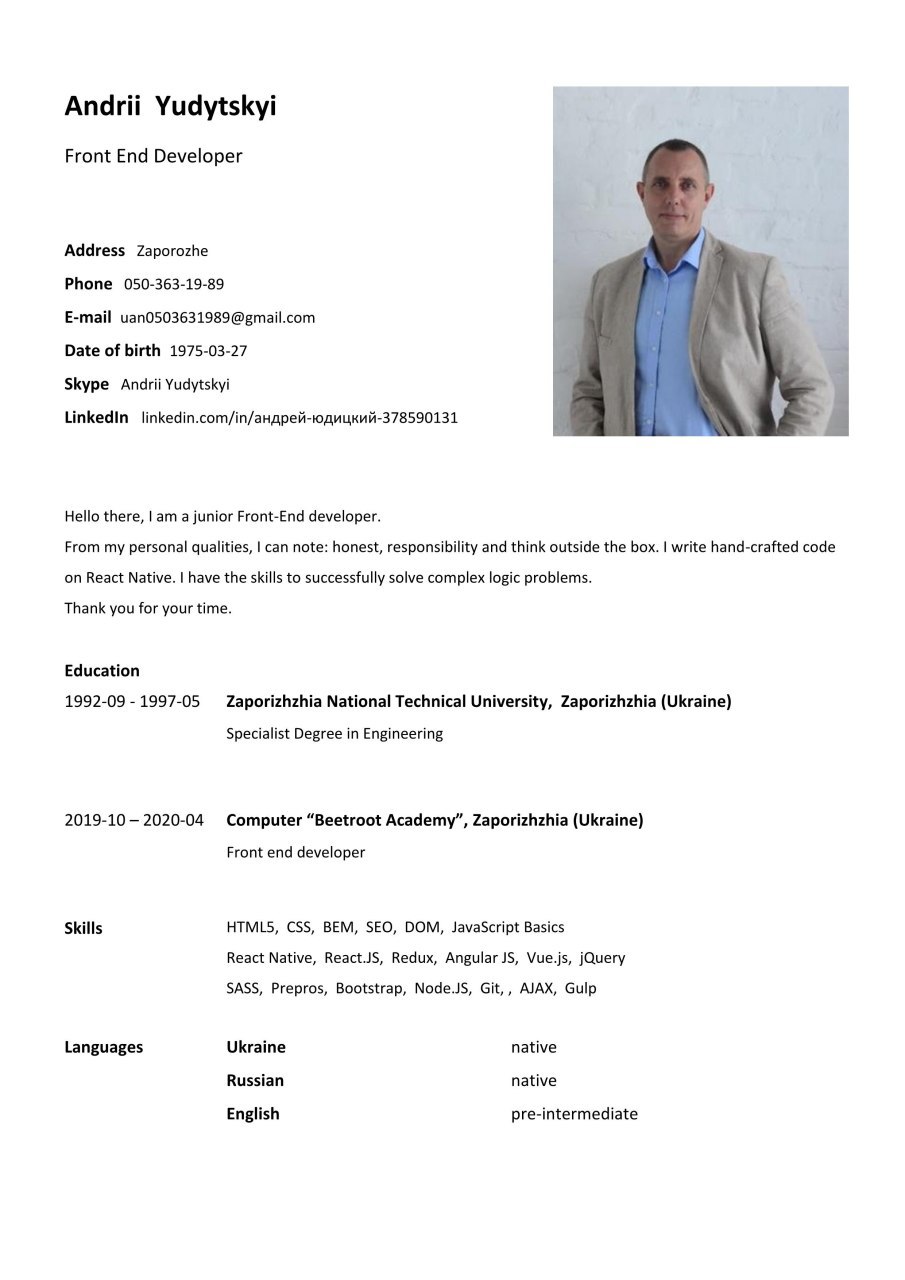 Andrii Yudytskyi
Front End Developer
Address Zaporozhe
Phone 050-363-19-89
E-mail uan0503631989@gmail.com
Date of birth 1975-03-27
Skype Andrii Yudytskyi
LinkedIn linkedin.com/in/андрей-юдицкий-378590131
Hello there, I am a junior Front-End developer.
From my personal qualities, I can note: honest, responsibility and think outside the box. I write hand-crafted code
on React Native. I have the skills to successfully solve complex logic problems.
Thank you for your time.
Education
1992-09 - 1997-05 Zaporizhzhia National Technical University, Zaporizhzhia (Ukraine)
Specialist Degree in Engineering
2019-10 – 2020-04 Computer “Beetroot Academy”, Zaporizhzhia (Ukraine)
Front end developer
Skills HTML5, CSS, BEM, SEO, DOM, JavaScript Basics
React Native, React.JS, Redux, Angular JS, Vue.js, jQuery
SASS, Prepros, Bootstrap, Node.JS, Git, , AJAX, Gulp
Languages Ukraine native
Russian native
English pre-intermediate